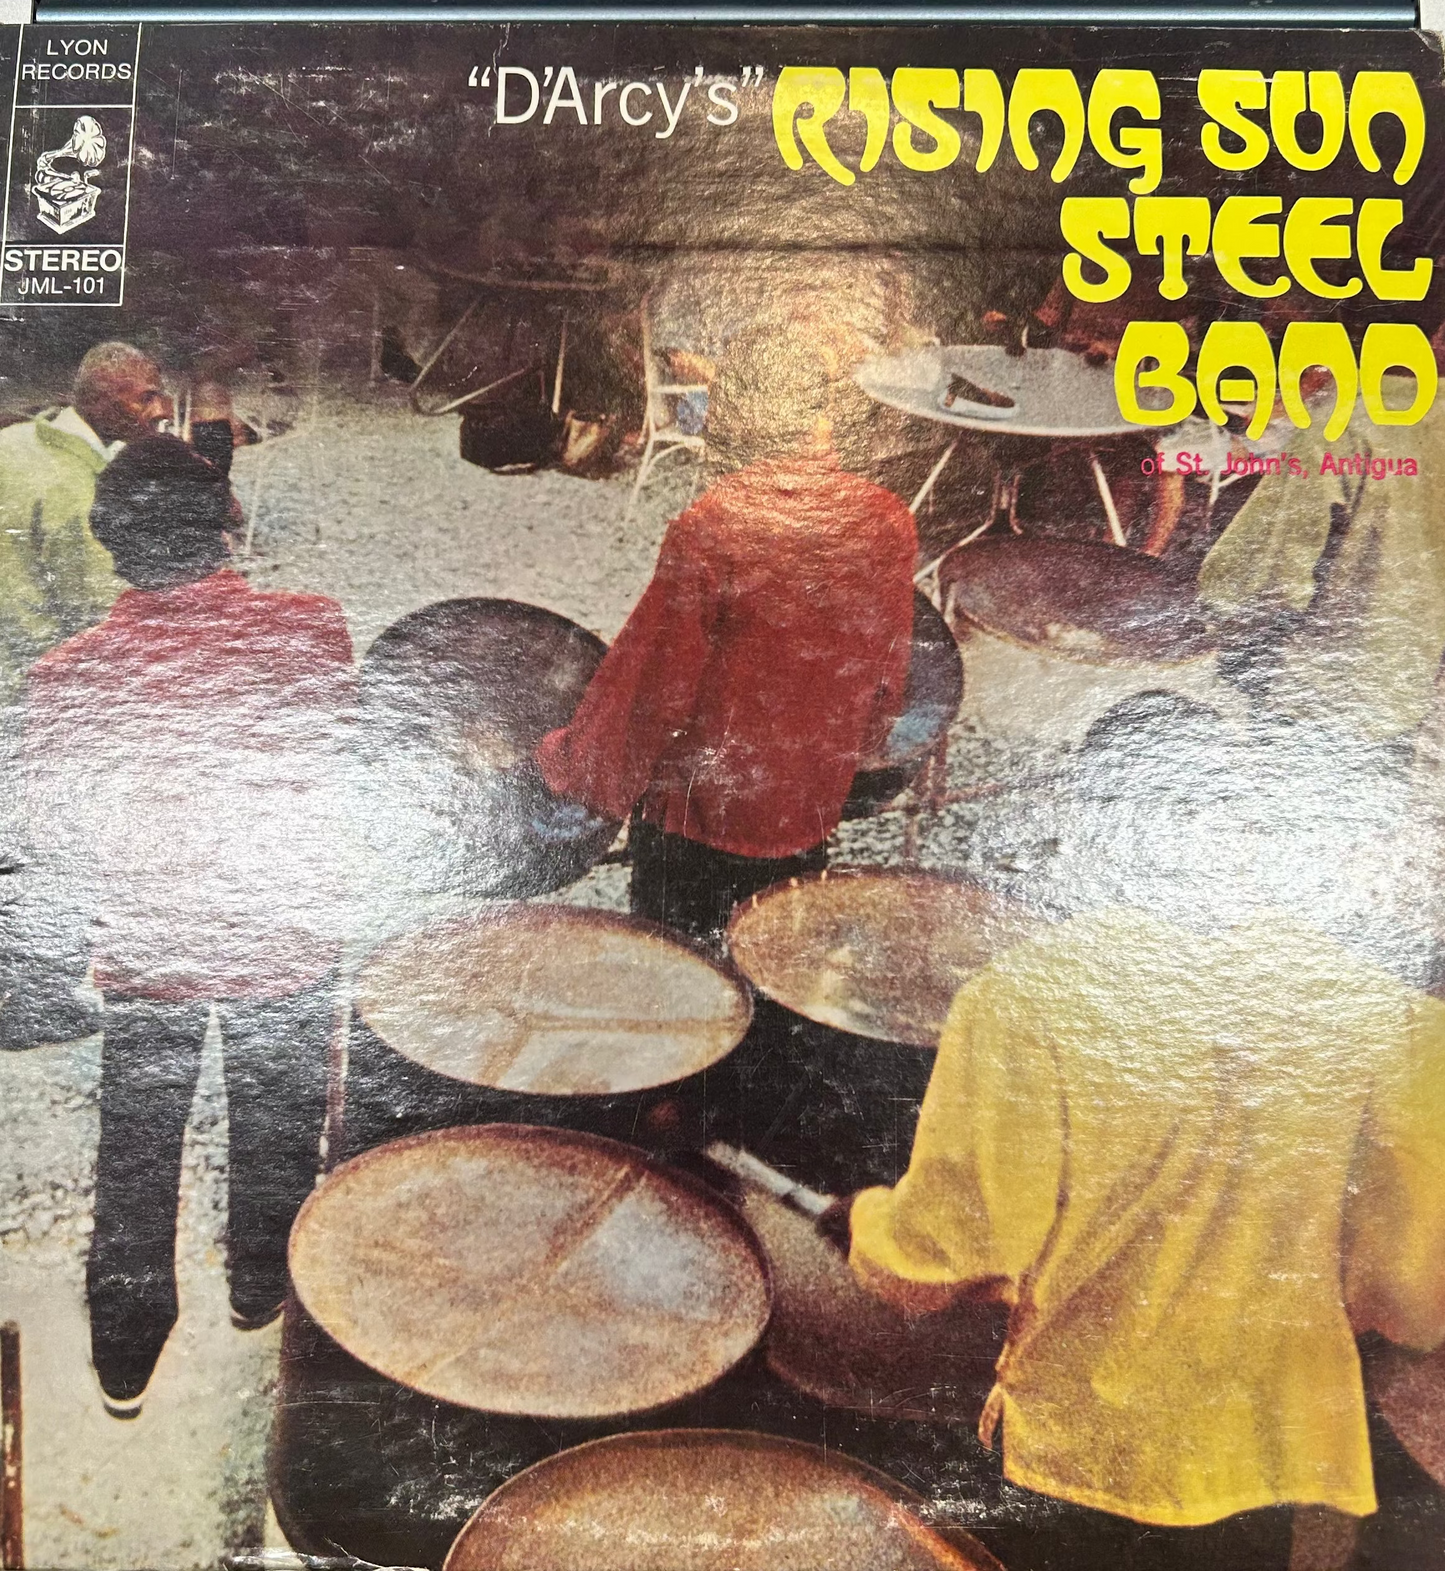 LYON
RECORDS
STEREO
JML-101
“D'Arcy's” RISING SUN
STEEL
BAND
of St. John's, Antigua